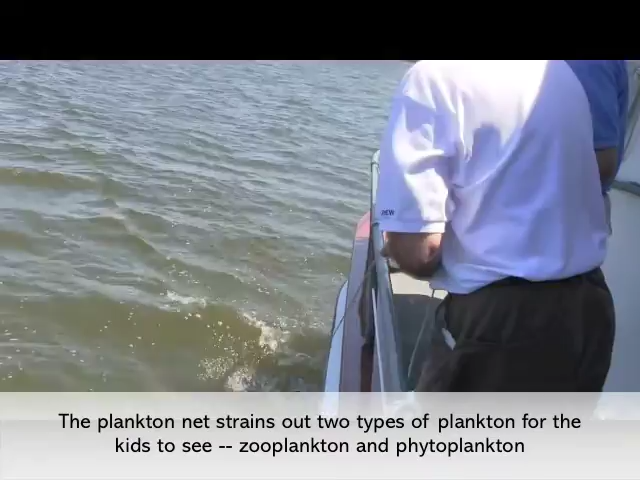 The plankton net strains out two types of plankton for the
kids to see -- zooplankton and phytoplankton